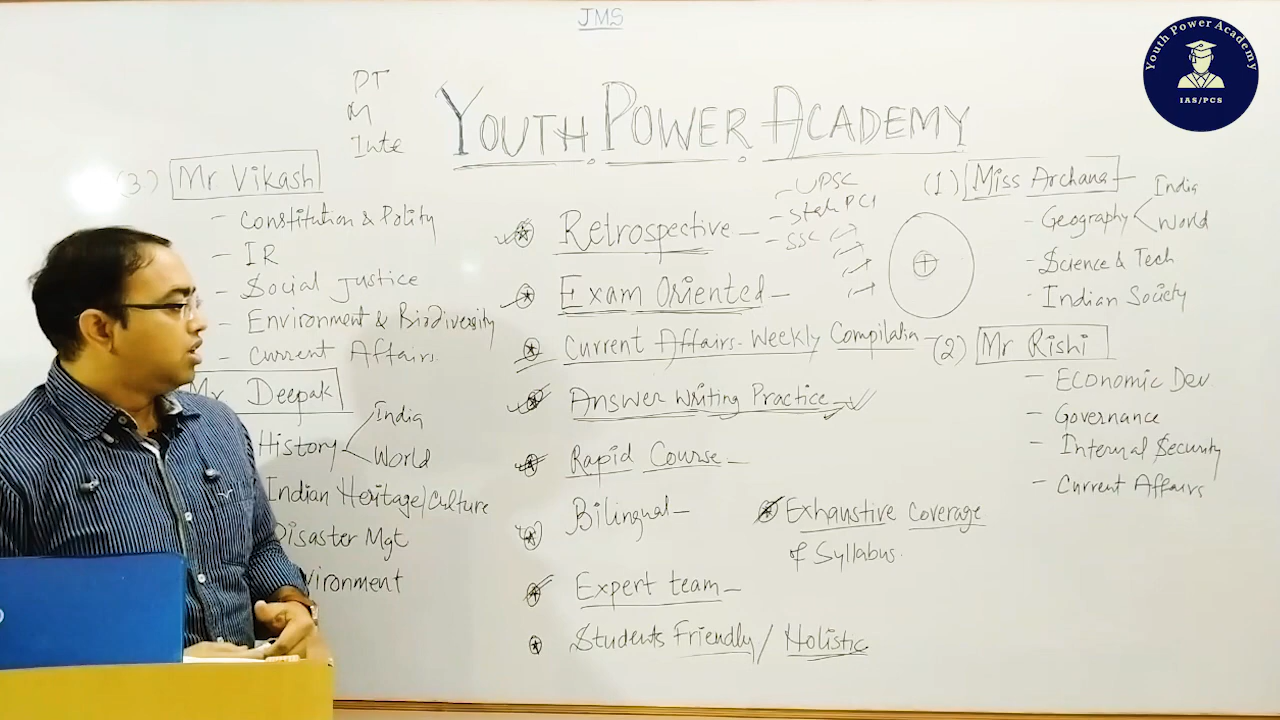 JMS
Youth Power Academy
IAS/PCS
PT
M
Inte
YOUTH POWER ACADEMY
(3) Mr Vikash
- Constitution & Polity
- IR
- Social Justice
- Environment & Biodiversity
- Current Affairs
Mr Deepak
History
India
World
Indian Heritage/Culture
Disaster Mgt
vironment
Retrospective -
- UPSC
- SSC
Exam Oriented -
Current Affairs - Weekly Compilation
Answer Writing Practice
Rapid Course -
Bilingual -
Exhaustive Coverage
of Syllabus.
Expert team -
Students Friendly / Holistic
(1) Miss Archana
- Geography
India
World
- Science & Tech
- Indian Society
(2) Mr Rishi
- Economic Dev
- Governance
- Internal Security
- Current Affairs